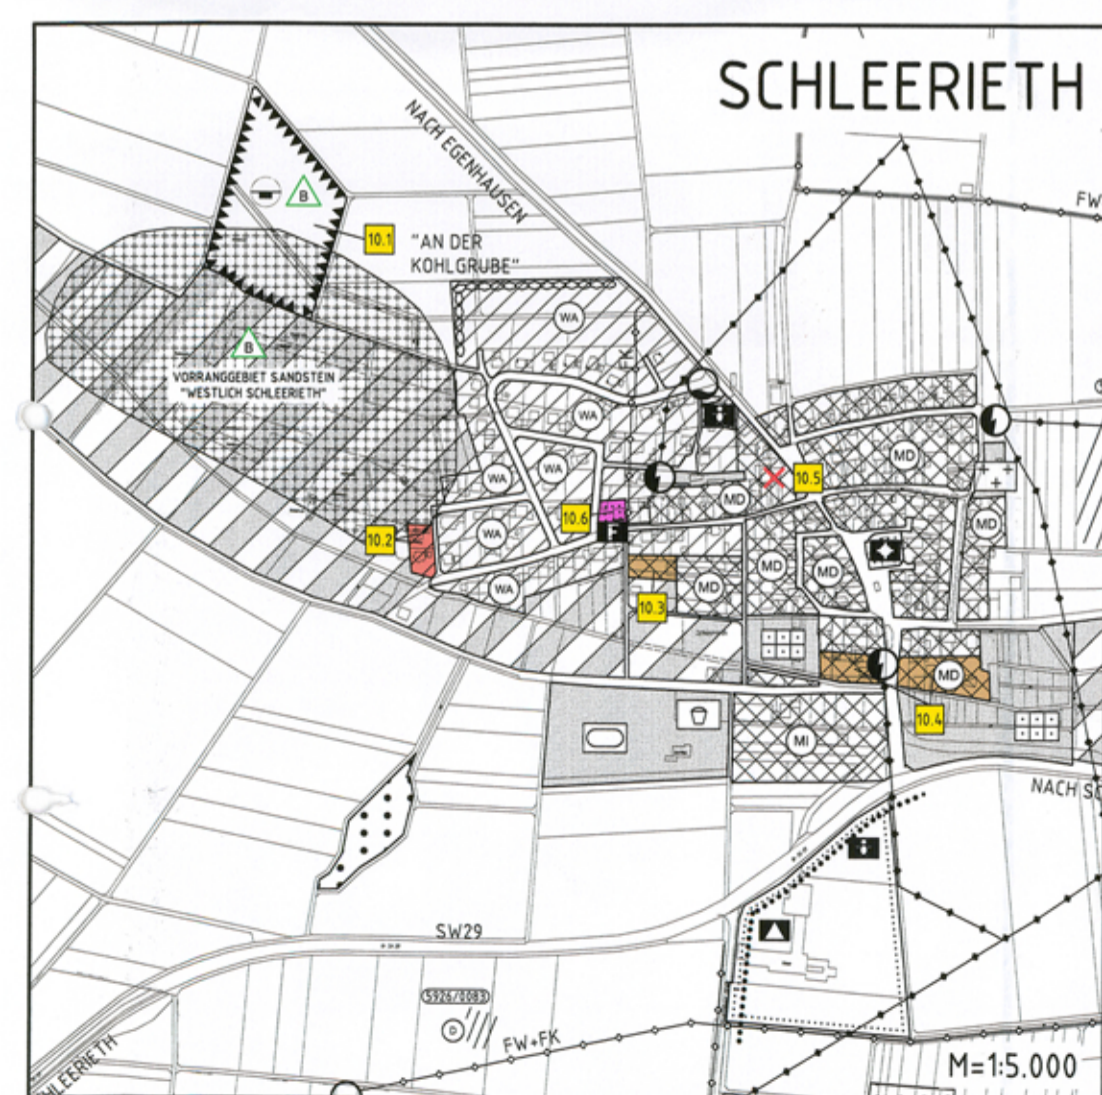 SCHLEERIETH
NACH EGENHAUSEN
FW
B
10.1
"AN DER
KOHLGRUBE"
WA
B
VORRANGGEBIET SANDSTEIN
"WESTLICH SCHLEERIETH"
FK
WA
MD
WA
WA
10.5
MD
10.6
F
MD
10.2
WA
MD
MD
WA
MD
10.3
MD
10.4
MI
NACH SC
SW29
5926/0083
D
FW+FK
M=1:5.000
HLEERIETH